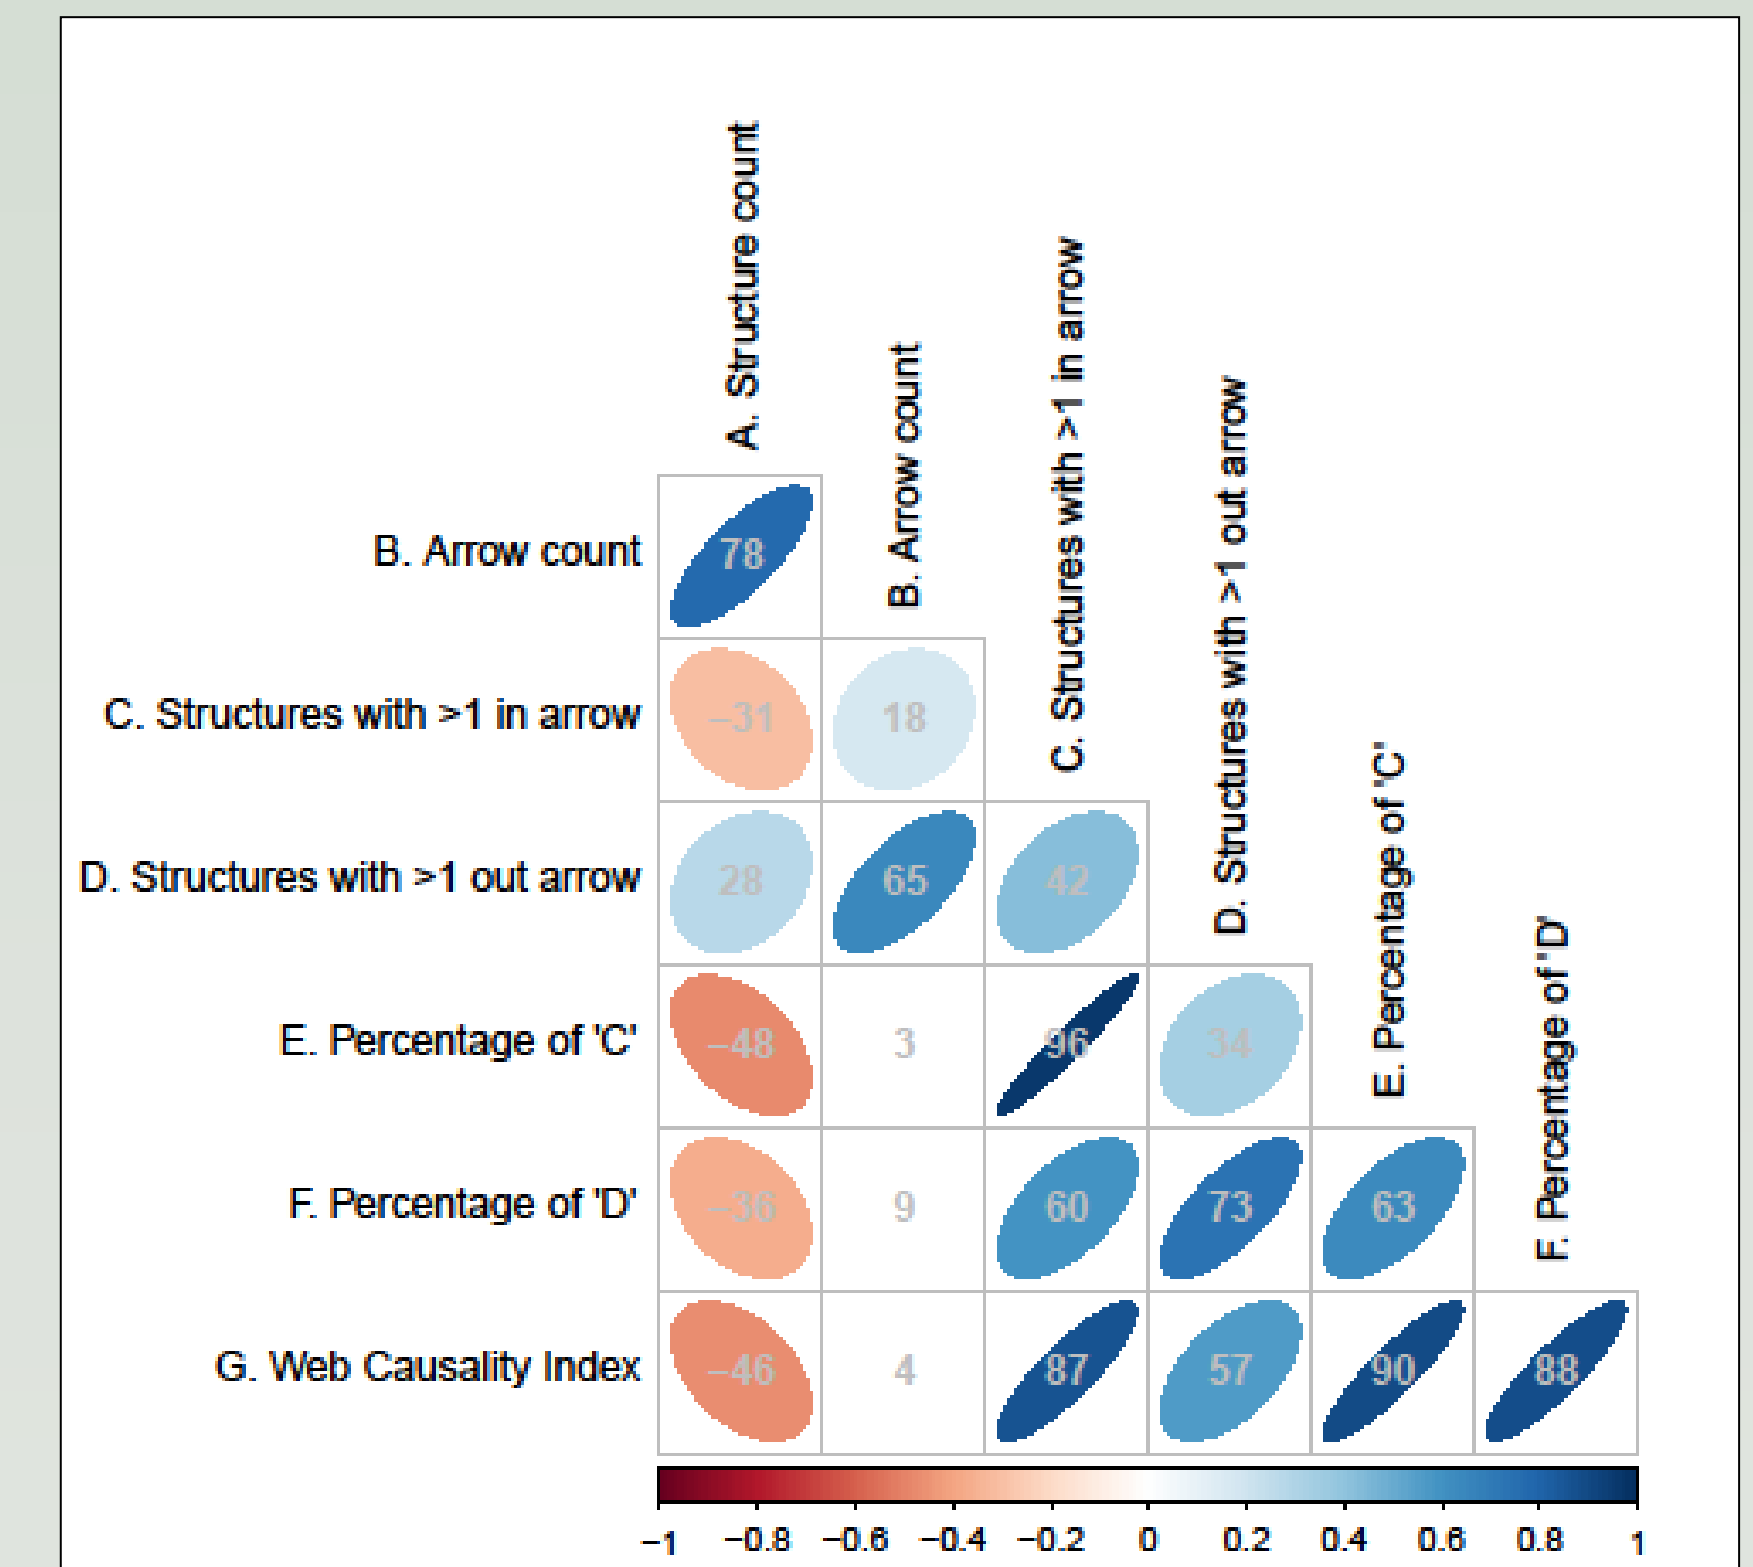 A. Structure count
B. Arrow count
C. Structures with >1 in arrow
D. Structures with >1 out arrow
E. Percentage of 'C'
F. Percentage of 'D'
B. Arrow count 78
C. Structures with >1 in arrow −31 18
D. Structures with >1 out arrow 28 65 42
E. Percentage of 'C' −48 3 96 34
F. Percentage of 'D' −36 9 60 73 63
G. Web Causality Index −46 4 87 57 90 88
−1 −0.8 −0.6 −0.4 −0.2 0 0.2 0.4 0.6 0.8 1